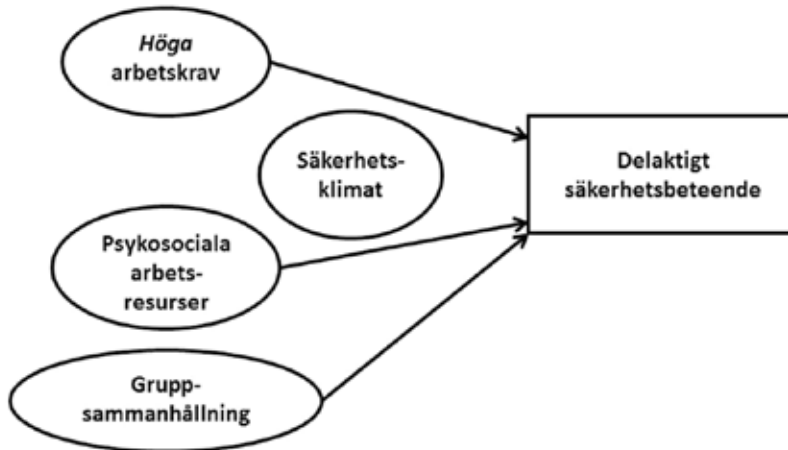 Höga
arbetskrav
Säkerhets-
klimat
Delaktigt
säkerhetsbeteende
Psykosociala
arbets-
resurser
Grupp-
sammanhållning